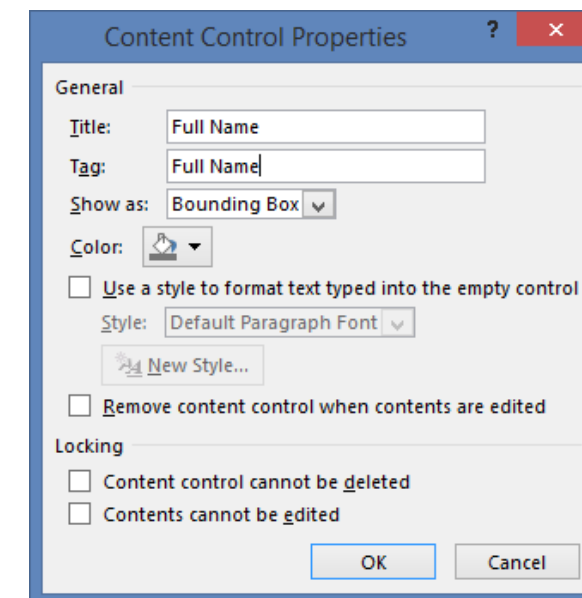 Content Control Properties ? ×
General
Title: Full Name
Tag: Full Name
Show as: Bounding Box
Color:
Use a style to format text typed into the empty control
Style: Default Paragraph Font
New Style...
Remove content control when contents are edited
Locking
Content control cannot be deleted
Contents cannot be edited
OK Cancel